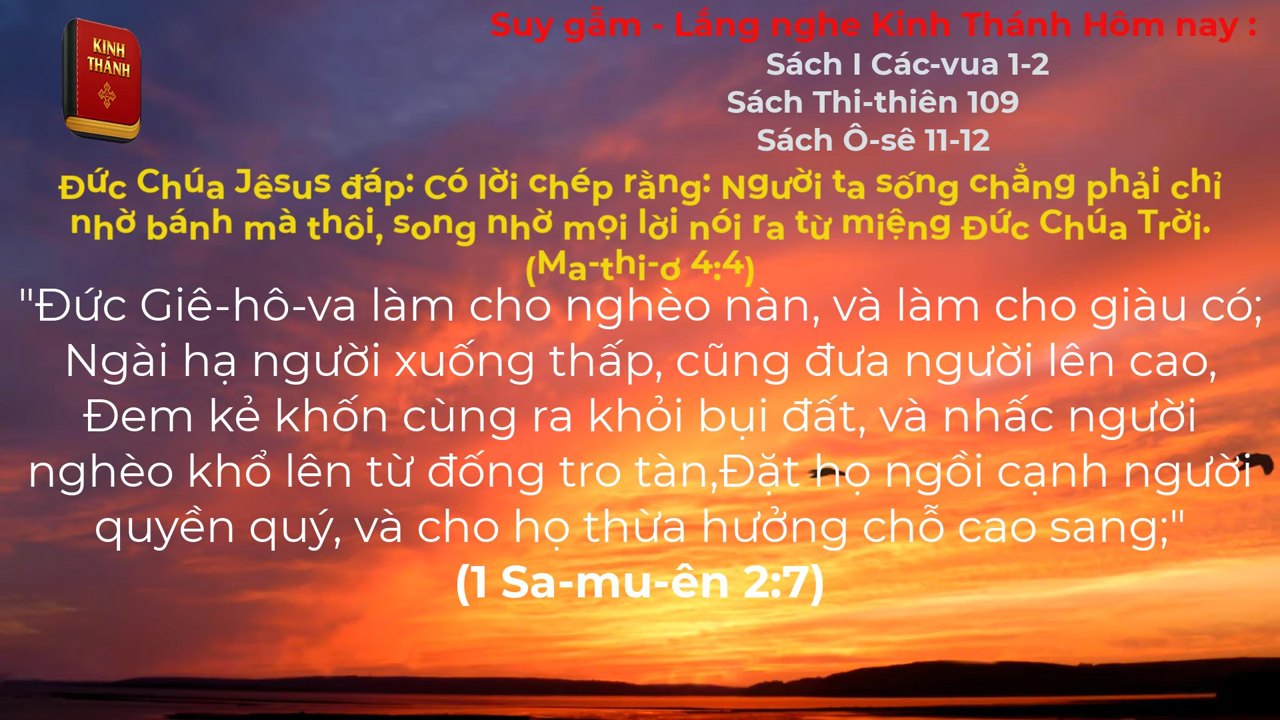 KINH
THÁNH
Suy gẫm - Lắng nghe Kinh Thánh Hôm nay :
Sách I Các-vua 1-2
Sách Thi-thiên 109
Sách Ô-sê 11-12
Đức Chúa Jêsus đáp: Có lời chép rằng: Người ta sống chẳng phải chỉ
nhờ bánh mà thôi, song nhờ mọi lời nói ra từ miệng Đức Chúa Trời.
(Ma-thi-ơ 4:4)
"Đức Giê-hô-va làm cho nghèo nàn, và làm cho giàu có;
Ngài hạ người xuống thấp, cũng đưa người lên cao,
Đem kẻ khốn cùng ra khỏi bụi đất, và nhấc người
nghèo khổ lên từ đống tro tàn,Đặt họ ngồi cạnh người
quyền quý, và cho họ thừa hưởng chỗ cao sang;"
(1 Sa-mu-ên 2:7)